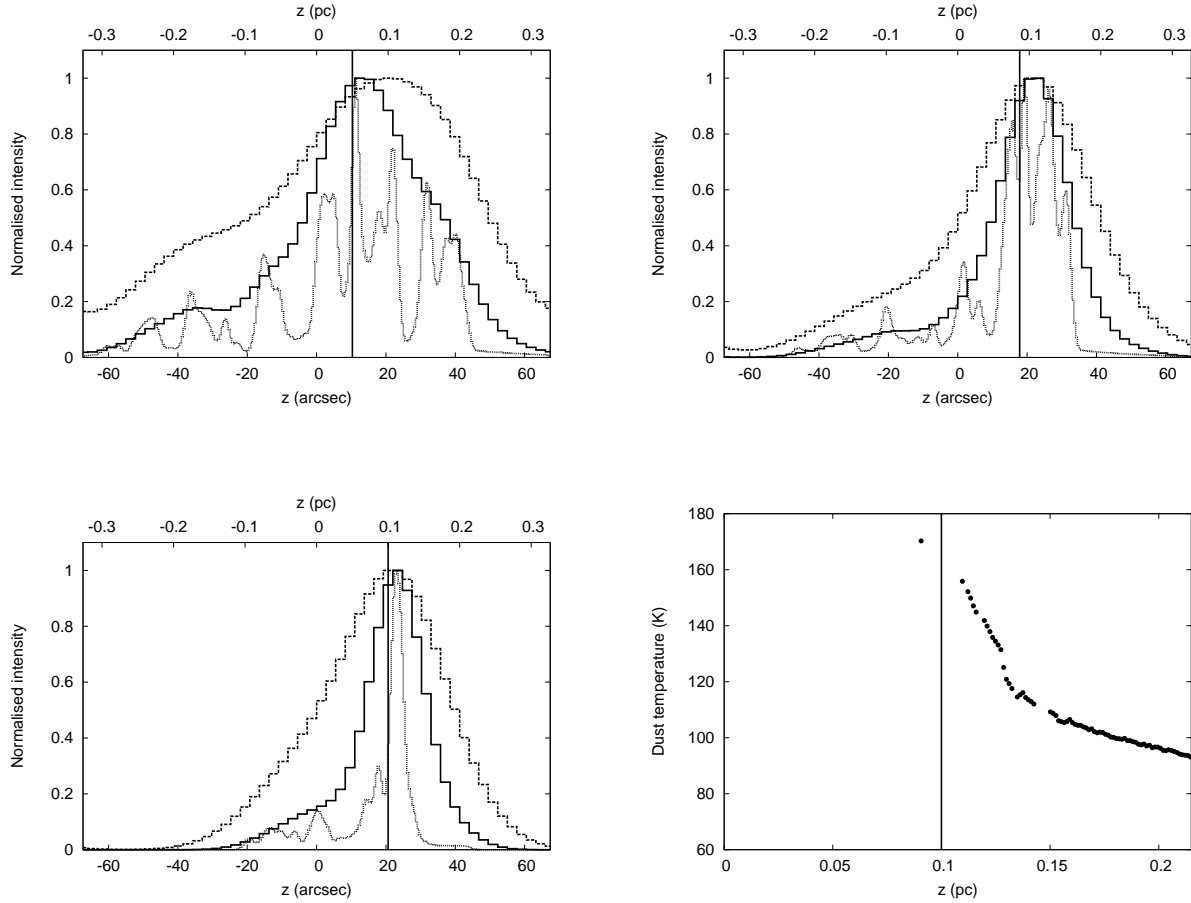 z (pc)
-0.3 -0.2 -0.1 0 0.1 0.2 0.3
1
0.8
0.6
0.4
0.2
0
Normalised intensity
-60 -40 -20 0 20 40 60
z (arcsec)
z (pc)
-0.3 -0.2 -0.1 0 0.1 0.2 0.3
1
0.8
0.6
0.4
0.2
0
Normalised intensity
-60 -40 -20 0 20 40 60
z (arcsec)
z (pc)
-0.3 -0.2 -0.1 0 0.1 0.2 0.3
1
0.8
0.6
0.4
0.2
0
Normalised intensity
-60 -40 -20 0 20 40 60
z (arcsec)
180
160
140
120
100
80
60
Dust temperature (K)
0 0.05 0.1 0.15 0.2
z (pc)